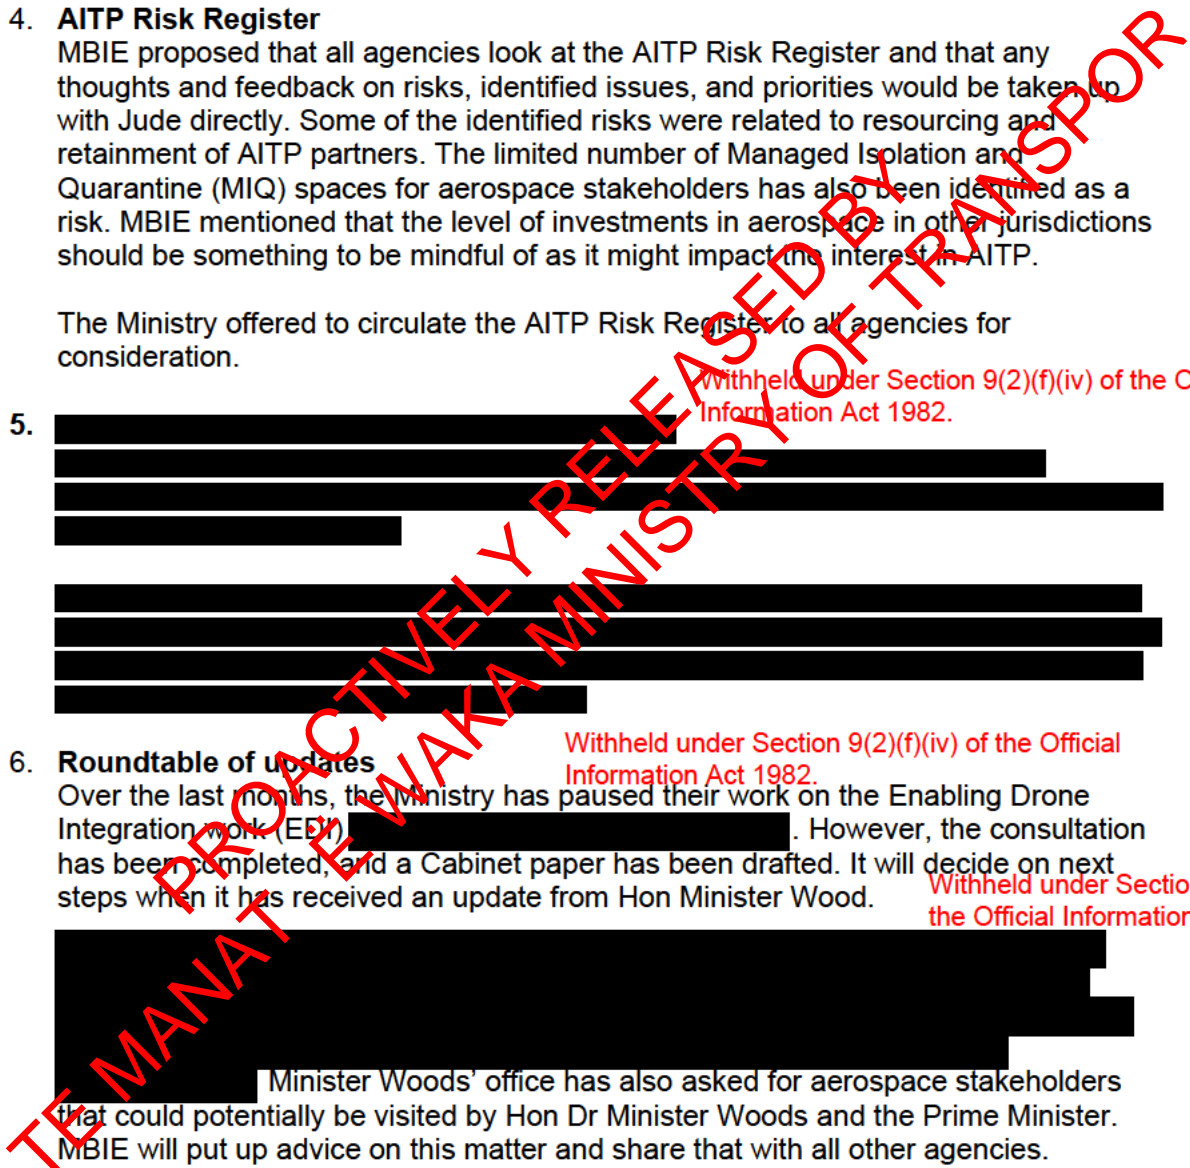 4. AITP Risk Register
MBIE proposed that all agencies look at the AITP Risk Register and that any
thoughts and feedback on risks, identified issues, and priorities would be taken up
with Jude directly. Some of the identified risks were related to resourcing and
retainment of AITP partners. The limited number of Managed Isolation and
Quarantine (MIQ) spaces for aerospace stakeholders has also been identified as a
risk. MBIE mentioned that the level of investments in aerospace in other jurisdictions
should be something to be mindful of as it might impact the interest in AITP.
The Ministry offered to circulate the AITP Risk Register to all agencies for
consideration.
Withheld under Section 9(2)(f)(iv) of the O
Information Act 1982.
5.
Withheld under Section 9(2)(f)(iv) of the Official
Information Act 1982.
6. Roundtable of updates
Over the last months, the Ministry has paused their work on the Enabling Drone
Integration work (EDI) . However, the consultation
has been completed, and a Cabinet paper has been drafted. It will decide on next
steps when it has received an update from Hon Minister Wood.
Withheld under Sectio
the Official Information
Minister Woods’ office has also asked for aerospace stakeholders
that could potentially be visited by Hon Dr Minister Woods and the Prime Minister.
MBIE will put up advice on this matter and share that with all other agencies.
PROACTIVELY RELEASED BY
TE MANATŪ WAKA MINISTRY OF TRANSPOR